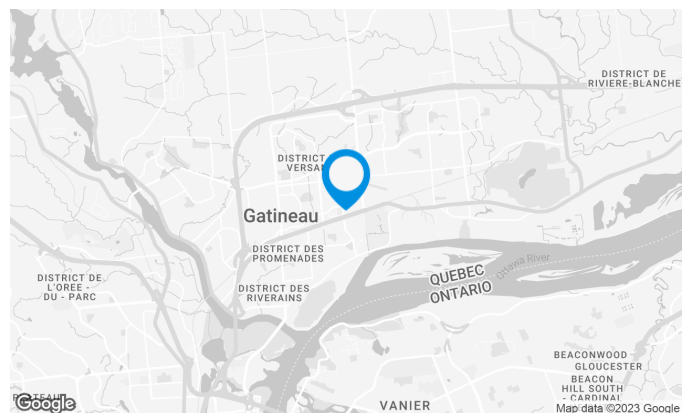 DISTRICT DE
RIVIERE-BLANCHE
DISTRICT
VERSAN
Gatineau
DISTRICT DES
PROMENADES
DISTRICT DE
L'OREE -
DU - PARC
DISTRICT DES
RIVERAINS
Ottawa River
QUEBEC
ONTARIO
BEACONWOOD
GLOUCESTER
BEACON
HILL SOUTH
- CARDINAL
VANIER
Google
Map data ©2023 Google